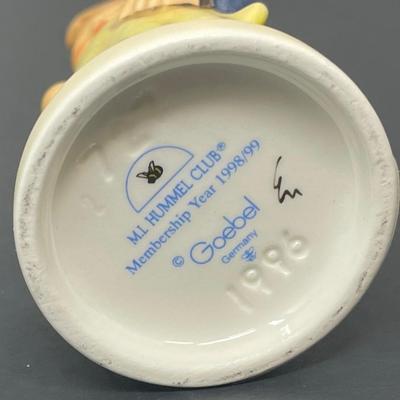 M.I. HUMMEL CLUB®
Membership Year 1998/99
© Goebel
Germany
1996